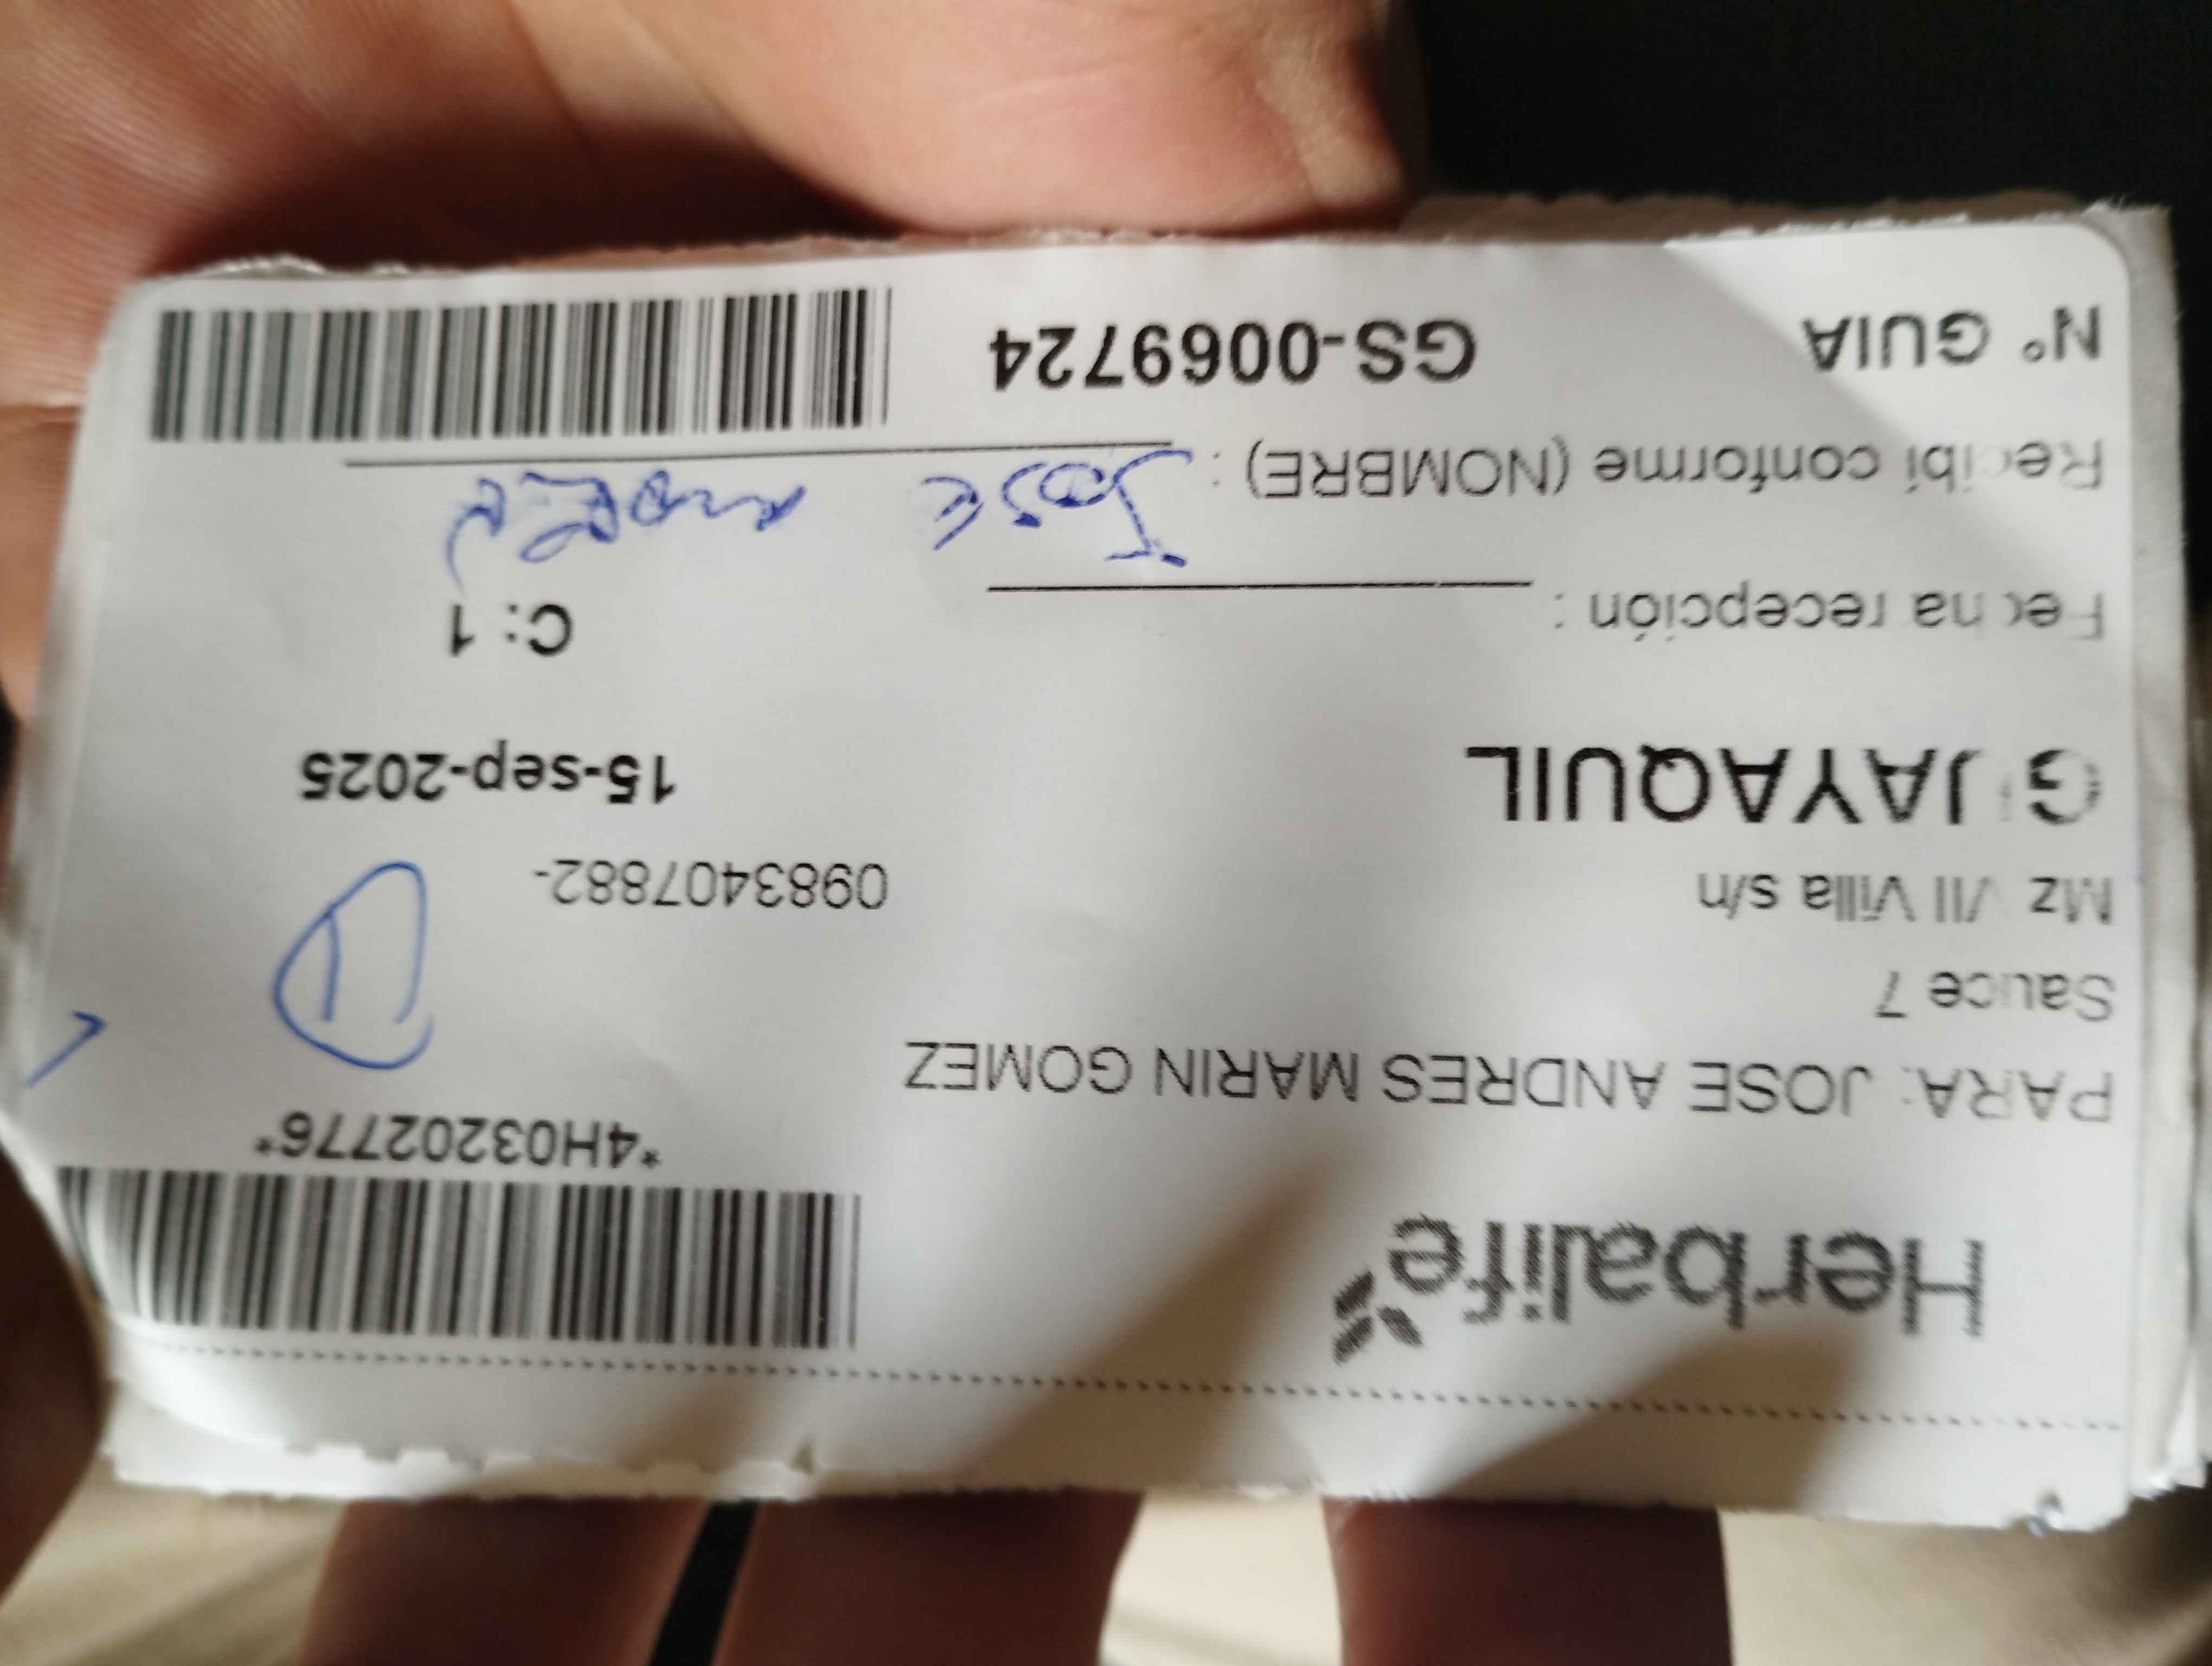 Herbalife
*4H03202776*
PARA: JOSE ANDRES MARIN GOMEZ
Sauce 7
Mz VII Villa s/n
0983407882-
GUAYAQUIL
15-sep-2025
Fecha recepción :
C: 1
Recibí conforme (NOMBRE) : JOSE
N° GUIA GS-0069724